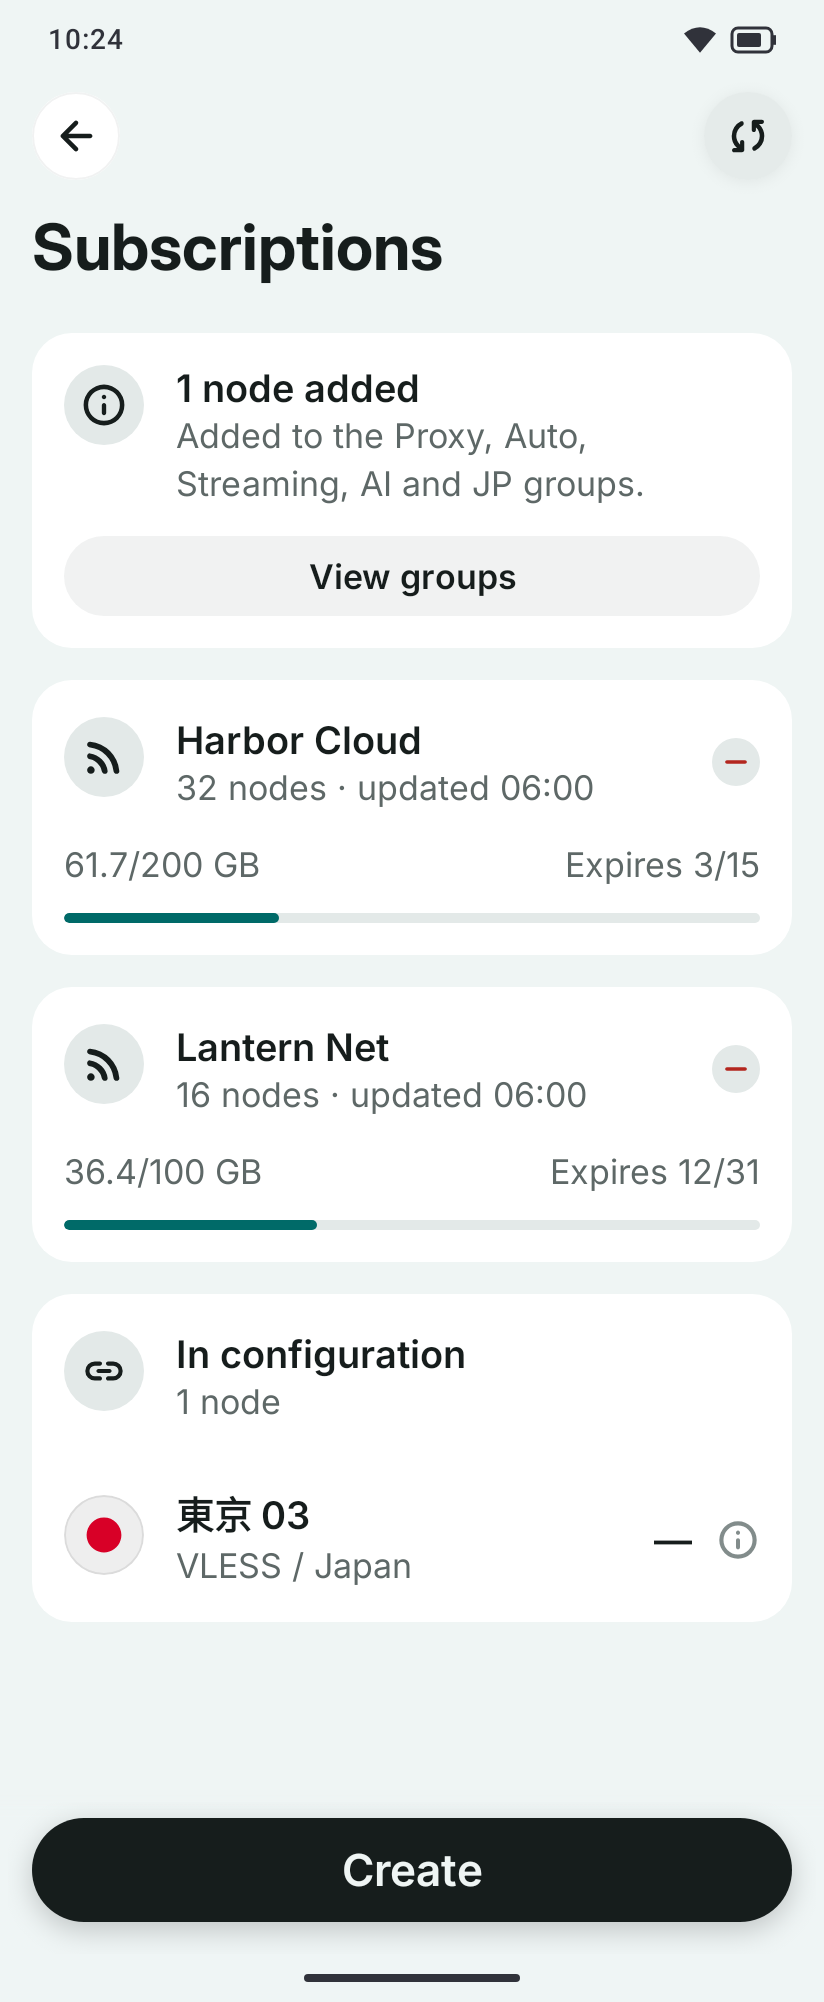 10:24
Subscriptions
1 node added
Added to the Proxy, Auto,
Streaming, AI and JP groups.
View groups
Harbor Cloud
32 nodes · updated 06:00
61.7/200 GB
Expires 3/15
Lantern Net
16 nodes · updated 06:00
36.4/100 GB
Expires 12/31
In configuration
1 node
東京 03
VLESS / Japan
—
Create